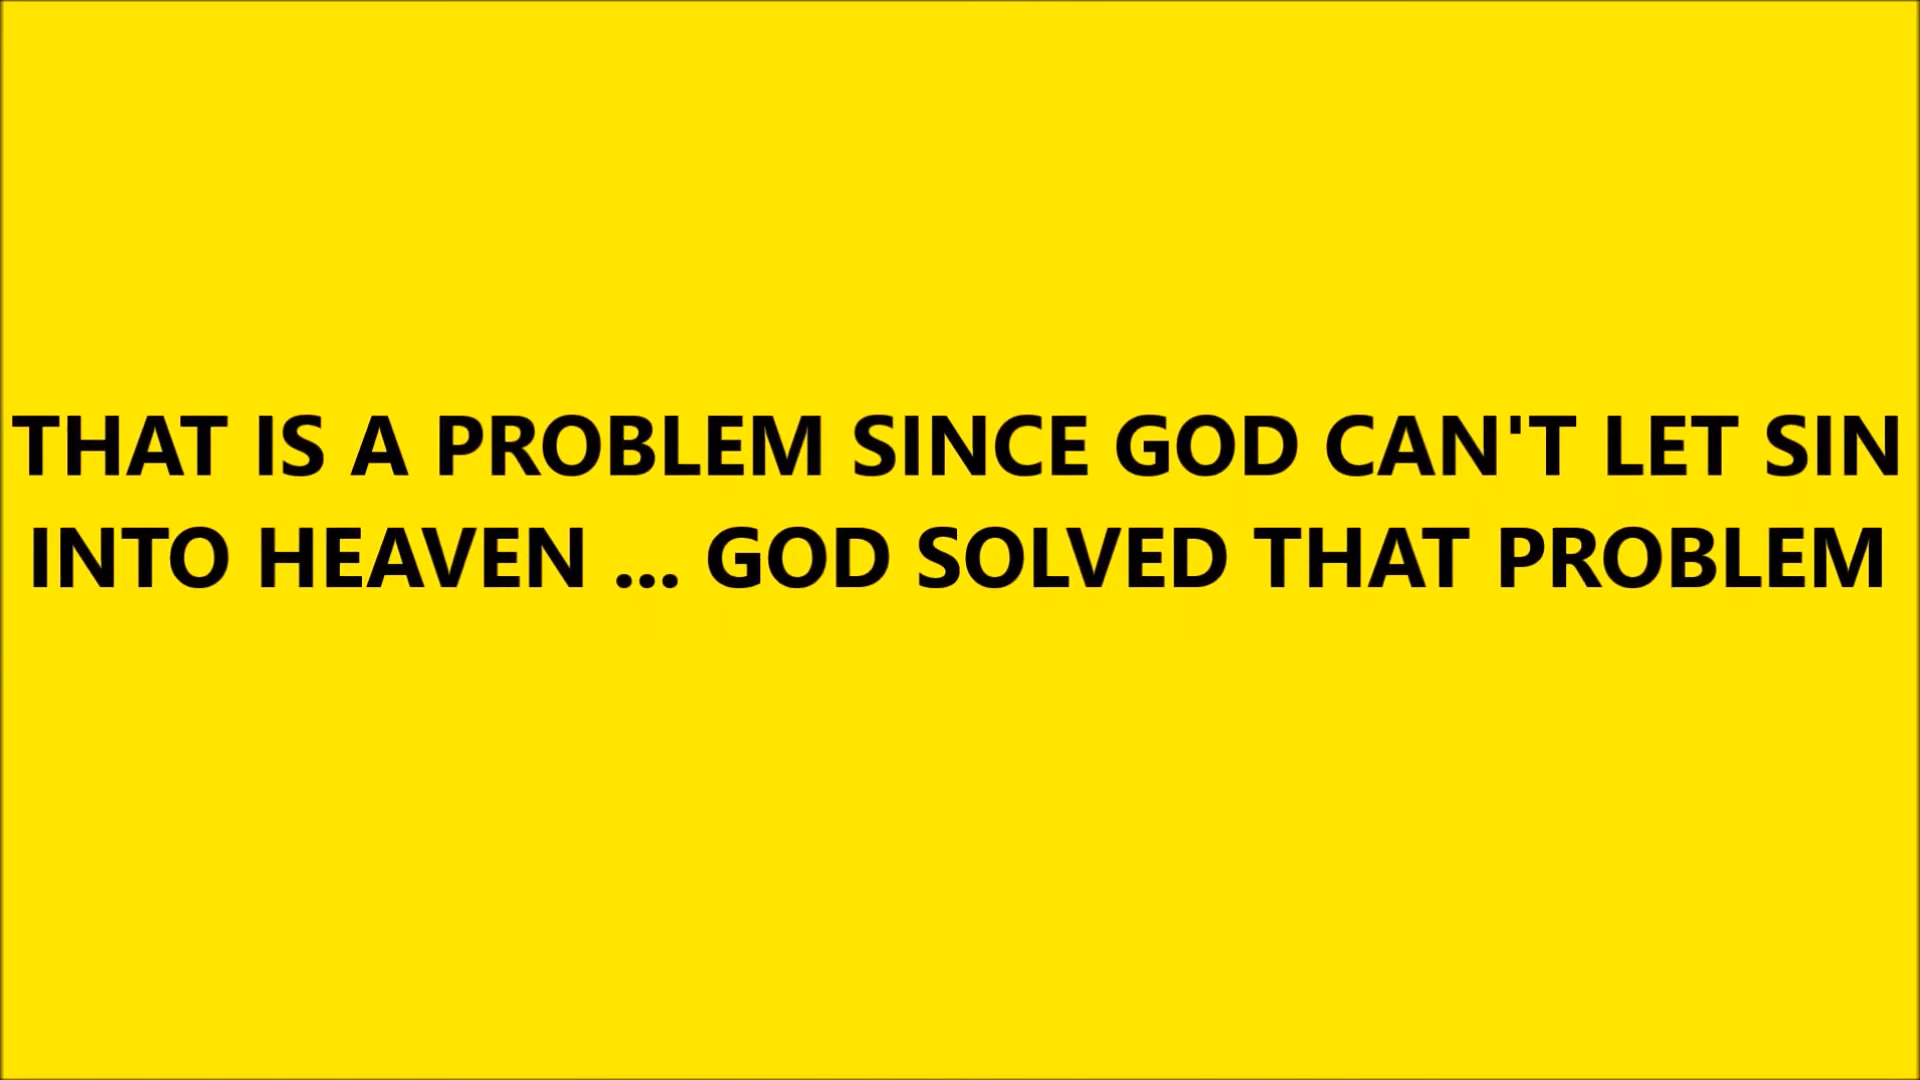 THAT IS A PROBLEM SINCE GOD CAN'T LET SIN
INTO HEAVEN ... GOD SOLVED THAT PROBLEM